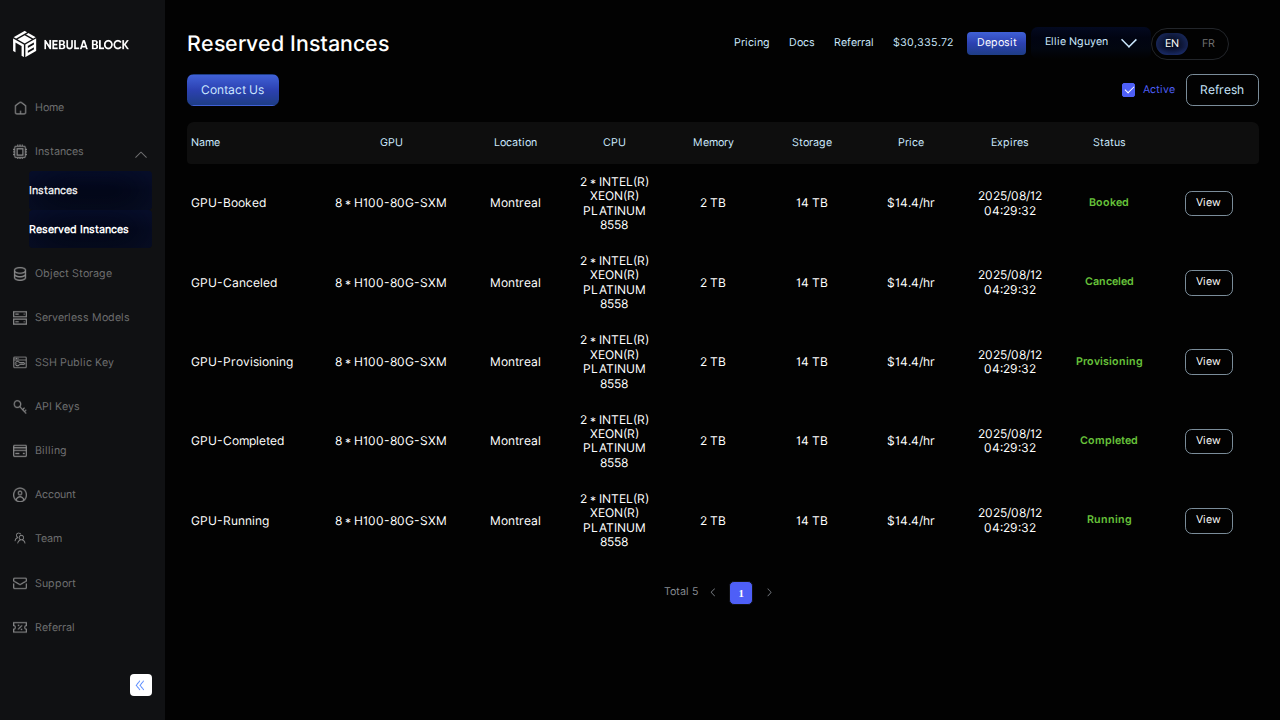 NEBULA BLOCK
Home
Instances
Instances
Reserved Instances
Object Storage
Serverless Models
SSH Public Key
API Keys
Billing
Account
Team
Support
Referral
Reserved Instances
Pricing Docs Referral $30,335.72 Deposit Ellie Nguyen EN FR
Contact Us
Active Refresh
Name GPU Location CPU Memory Storage Price Expires Status
GPU-Booked 8 * H100-80G-SXM Montreal 2 * INTEL(R) XEON(R) PLATINUM 8558 2 TB 14 TB $14.4/hr 2025/08/12 04:29:32 Booked View
GPU-Canceled 8 * H100-80G-SXM Montreal 2 * INTEL(R) XEON(R) PLATINUM 8558 2 TB 14 TB $14.4/hr 2025/08/12 04:29:32 Canceled View
GPU-Provisioning 8 * H100-80G-SXM Montreal 2 * INTEL(R) XEON(R) PLATINUM 8558 2 TB 14 TB $14.4/hr 2025/08/12 04:29:32 Provisioning View
GPU-Completed 8 * H100-80G-SXM Montreal 2 * INTEL(R) XEON(R) PLATINUM 8558 2 TB 14 TB $14.4/hr 2025/08/12 04:29:32 Completed View
GPU-Running 8 * H100-80G-SXM Montreal 2 * INTEL(R) XEON(R) PLATINUM 8558 2 TB 14 TB $14.4/hr 2025/08/12 04:29:32 Running View
Total 5 1